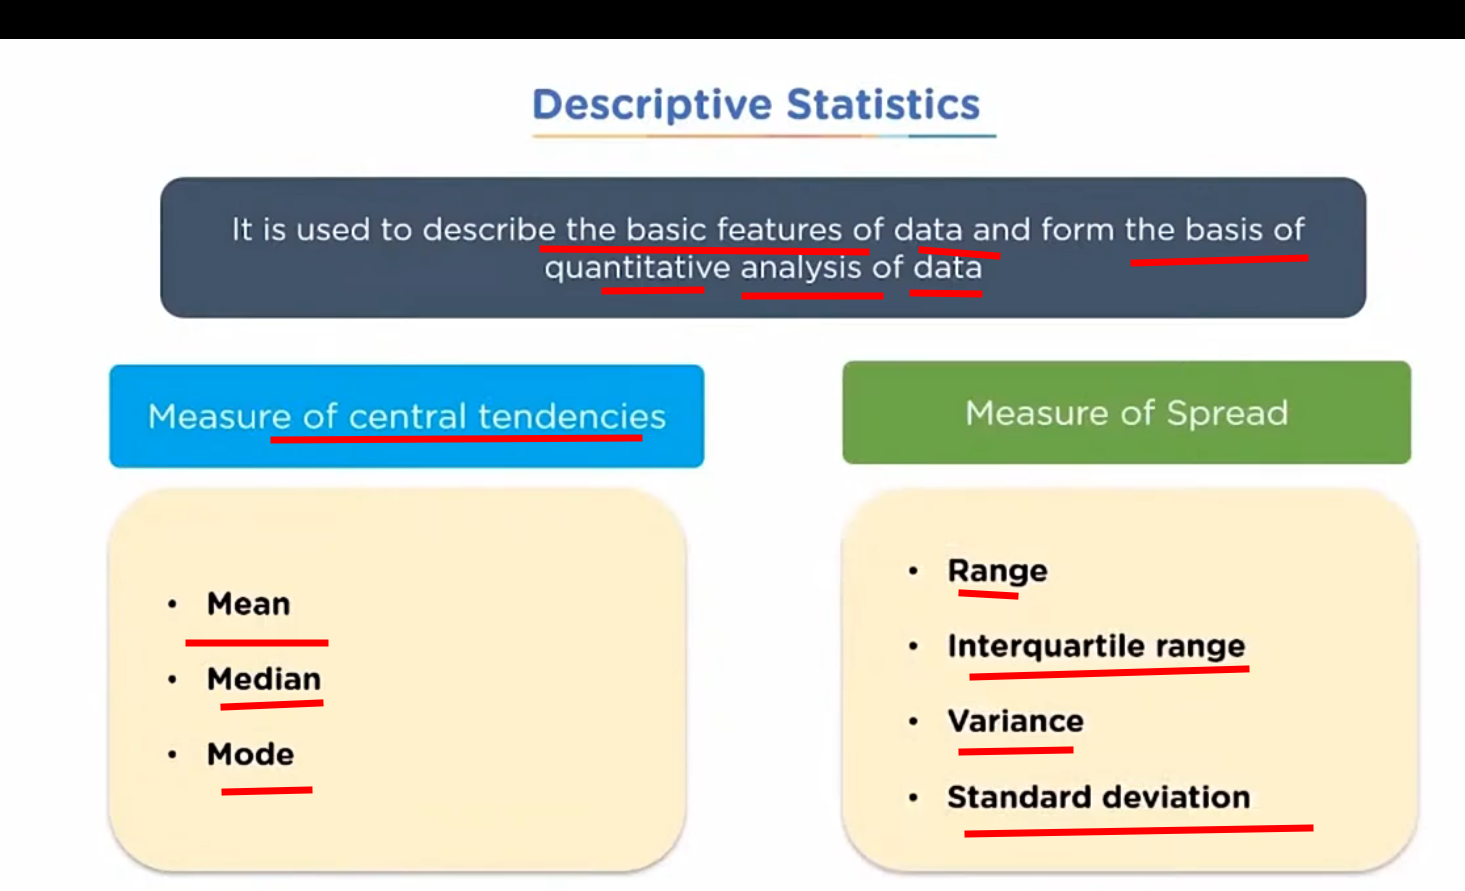 Descriptive Statistics
It is used to describe the basic features of data and form the basis of
quantitative analysis of data
Measure of central tendencies
• Mean
• Median
• Mode
Measure of Spread
• Range
• Interquartile range
• Variance
• Standard deviation